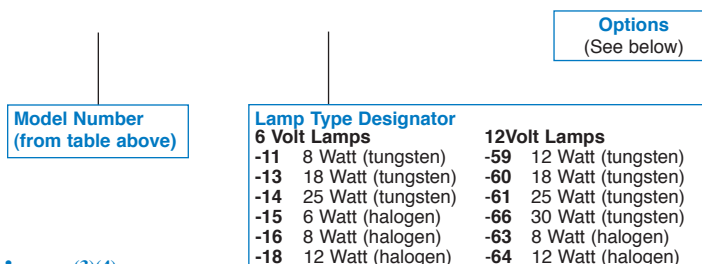 Options
(See below)
Model Number
(from table above)
Lamp Type Designator
6 Volt Lamps 12Volt Lamps
-11 8 Watt (tungsten) -59 12 Watt (tungsten)
-13 18 Watt (tungsten) -60 18 Watt (tungsten)
-14 25 Watt (tungsten) -61 25 Watt (tungsten)
-15 6 Watt (halogen) -66 30 Watt (tungsten)
-16 8 Watt (halogen) -63 8 Watt (halogen)
-18 12 Watt (halogen) -64 12 Watt (halogen)
(3)(4)